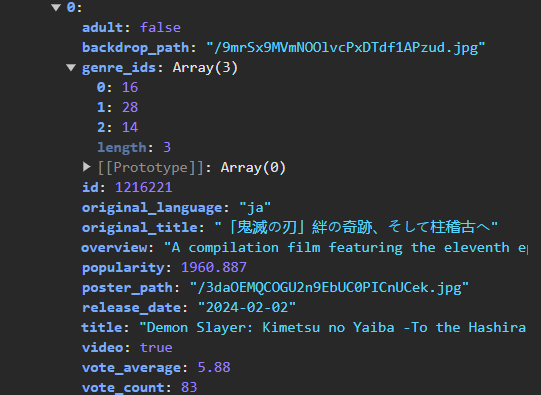 0:
adult: false
backdrop_path: "/9mrSx9MVmNOOlvcPxDTdf1APzud.jpg"
genre_ids: Array(3)
0: 16
1: 28
2: 14
length: 3
[[Prototype]]: Array(0)
id: 1216221
original_language: "ja"
original_title: "「鬼滅の刃」絆の奇跡、そして柱稽古へ"
overview: "A compilation film featuring the eleventh ep
popularity: 1960.887
poster_path: "/3daOEMQCOGU2n9EbUC0PICnUCek.jpg"
release_date: "2024-02-02"
title: "Demon Slayer: Kimetsu no Yaiba -To the Hashira
video: true
vote_average: 5.88
vote_count: 83